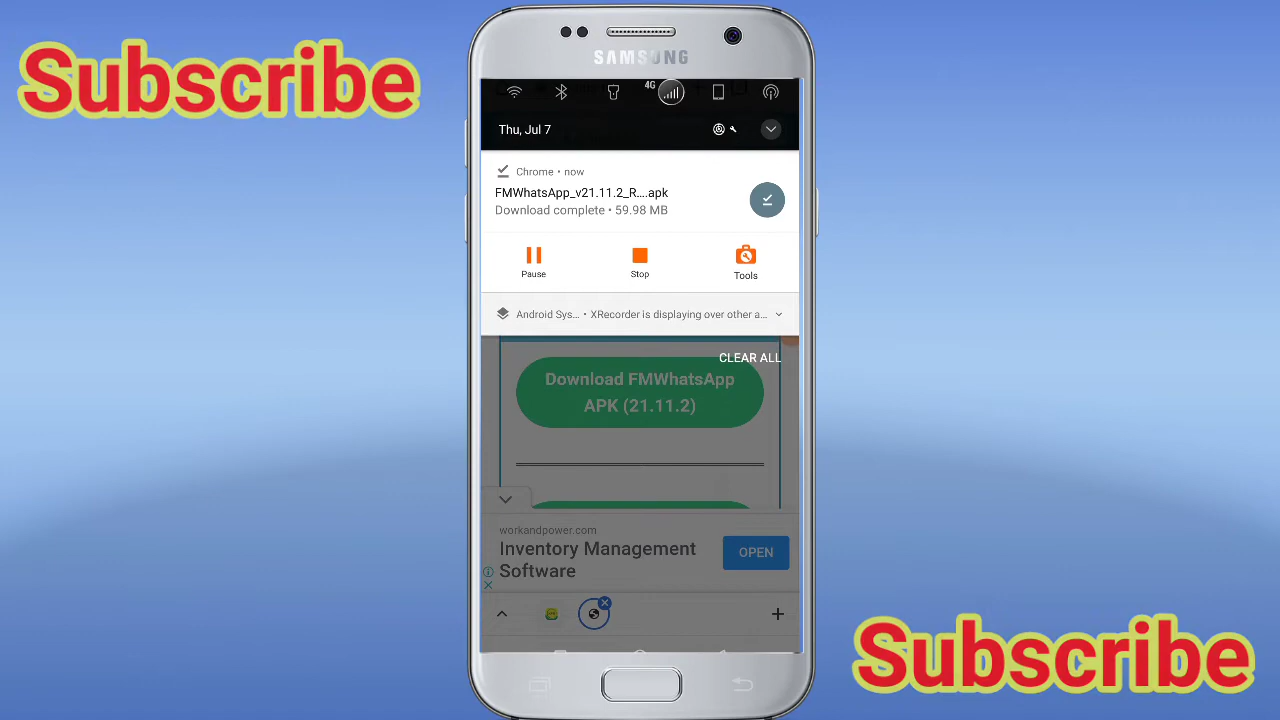 Subscribe
SAMSUNG
4G
Thu, Jul 7
Chrome • now
FMWhatsApp_v21.11.2_R....apk
Download complete • 59.98 MB
Pause
Stop
Tools
Android Sys... • XRecorder is displaying over other a...
CLEAR ALL
Download FMWhatsApp
APK (21.11.2)
workandpower.com
Inventory Management
Software
OPEN
Subscribe